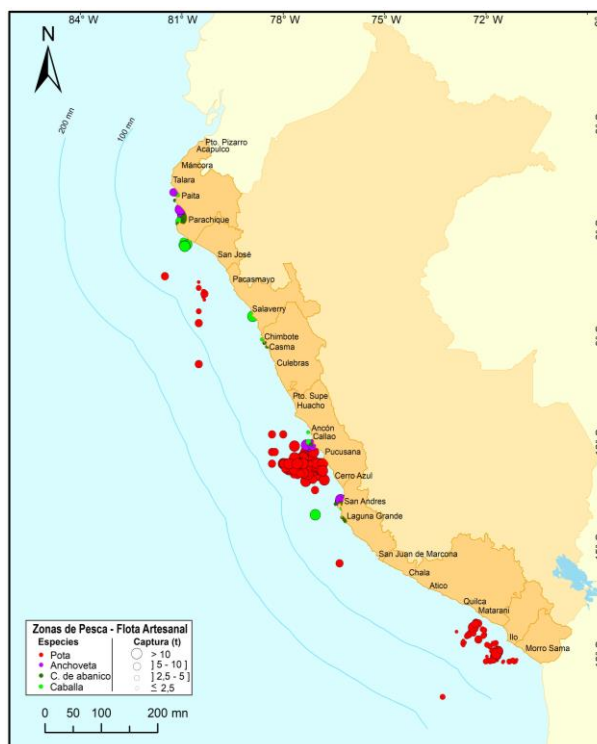 84° W
81° W
78° W
75° W
72° W
N
200 mn
100 mn
Pto. Pizarro
Acapulco
Máncora
Talara
Paita
Parachique
San José
Pacasmayo
Salaverry
Chimbote
Casma
Culebras
Pto. Supe
Huacho
Ancón
Callao
Pucusana
Cerro Azul
San Andres
Laguna Grande
San Juan de Marcona
Chala
Atico
Quilca
Matarani
Ilo
Morro Sama
Zonas de Pesca - Flota Artesanal
Especies Captura (t)
Pota > 10
Anchoveta ] 5 - 10 ]
C. de abanico ] 2,5 - 5 ]
Caballa ≤ 2,5
0 50 100 200 mn